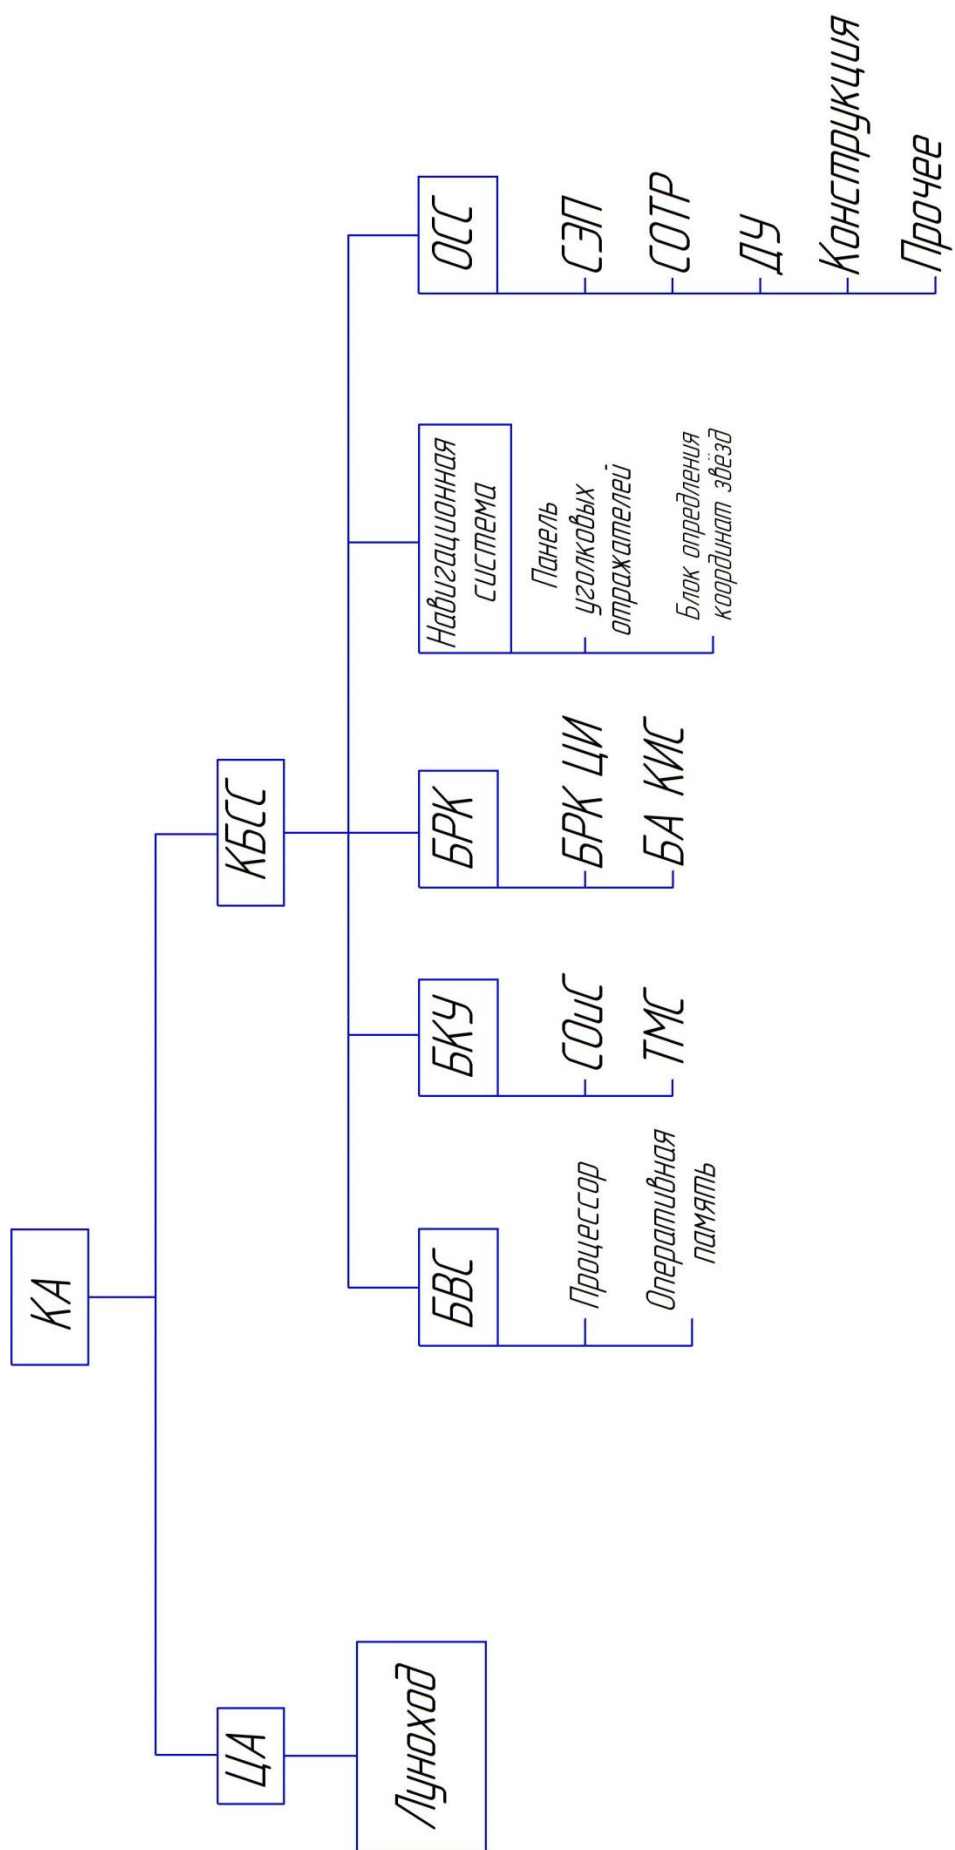 КА
ЦА
Луноход
КБСС
БВС
Процессор
Оперативная
память
БКУ
СОиС
ТМС
БРК
БРК ЦИ
БА КИС
Навигационная
система
Панель
уголковых
отражателей
Блок опредления
координат звёзд
ОСС
СЭП
СОТР
ДУ
Конструкция
Прочее